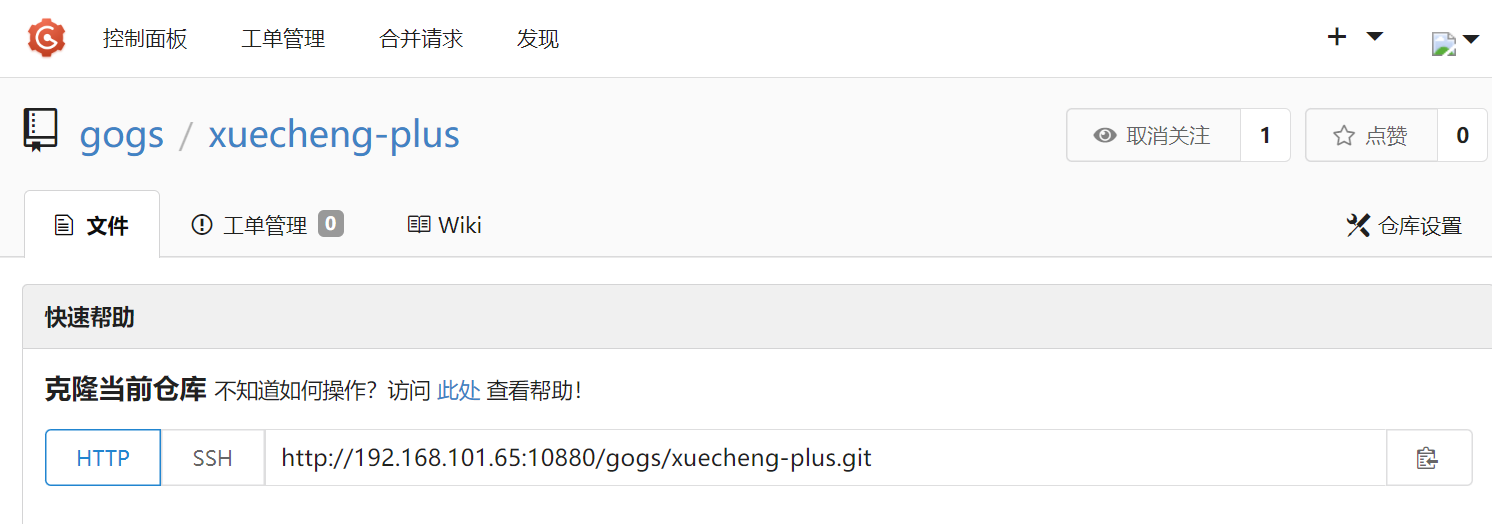 控制面板 工单管理 合并请求 发现
gogs / xuecheng-plus 取消关注 1 点赞 0
文件 工单管理 0 Wiki 仓库设置
快速帮助
克隆当前仓库 不知道如何操作？访问 此处 查看帮助！
HTTP SSH http://192.168.101.65:10880/gogs/xuecheng-plus.git